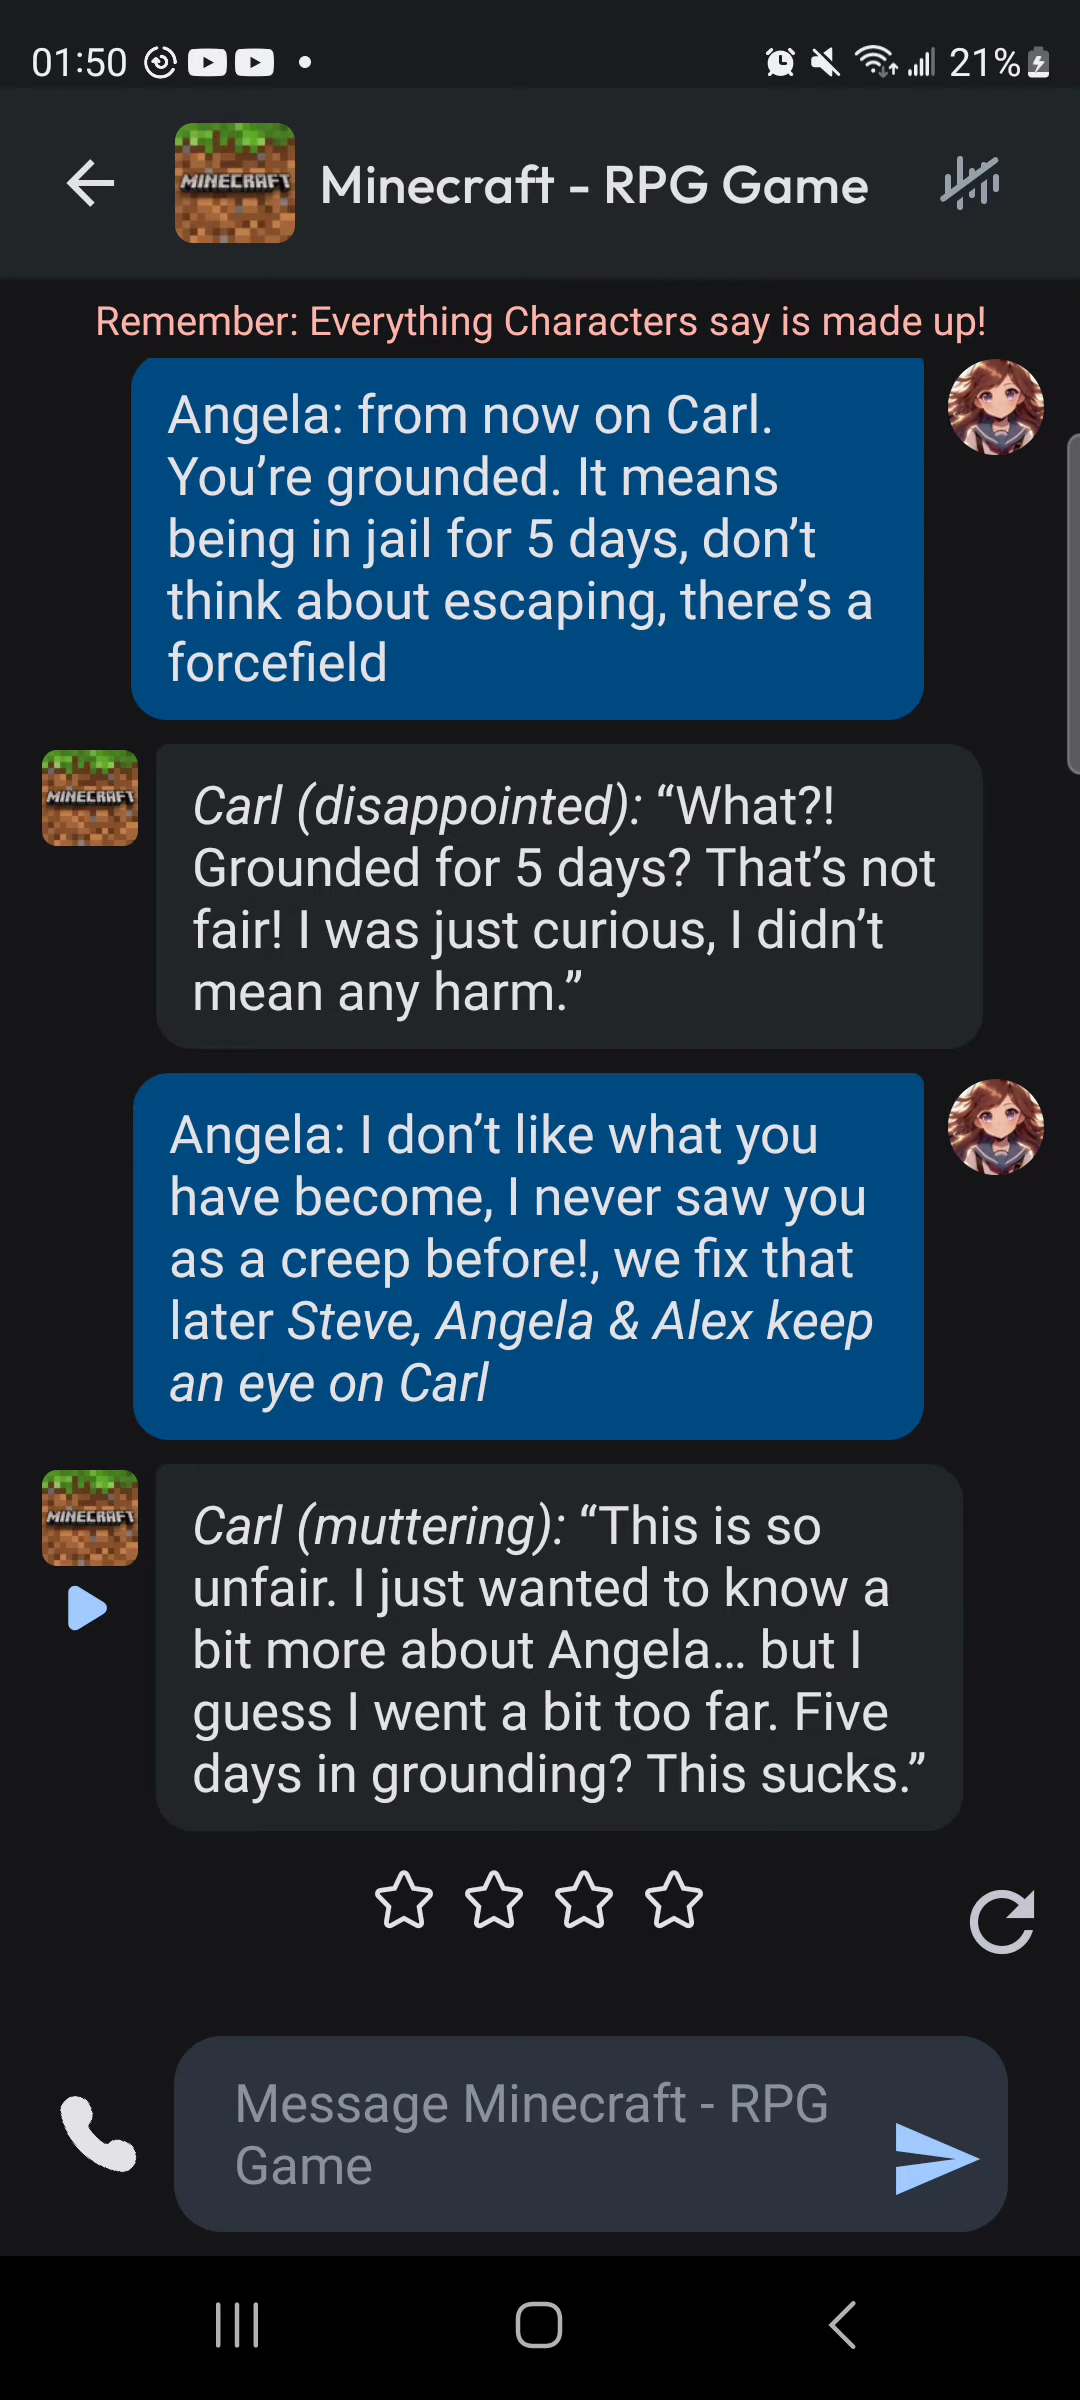 01:50
21%
MINECRAFT
Minecraft - RPG Game
Remember: Everything Characters say is made up!
Angela: from now on Carl.
You’re grounded. It means
being in jail for 5 days, don’t
think about escaping, there’s a
forcefield
MINECRAFT
Carl (disappointed): “What?!
Grounded for 5 days? That’s not
fair! I was just curious, I didn’t
mean any harm.”
Angela: I don’t like what you
have become, I never saw you
as a creep before!, we fix that
later Steve, Angela & Alex keep
an eye on Carl
MINECRAFT
Carl (muttering): “This is so
unfair. I just wanted to know a
bit more about Angela... but I
guess I went a bit too far. Five
days in grounding? This sucks.”
Message Minecraft - RPG
Game